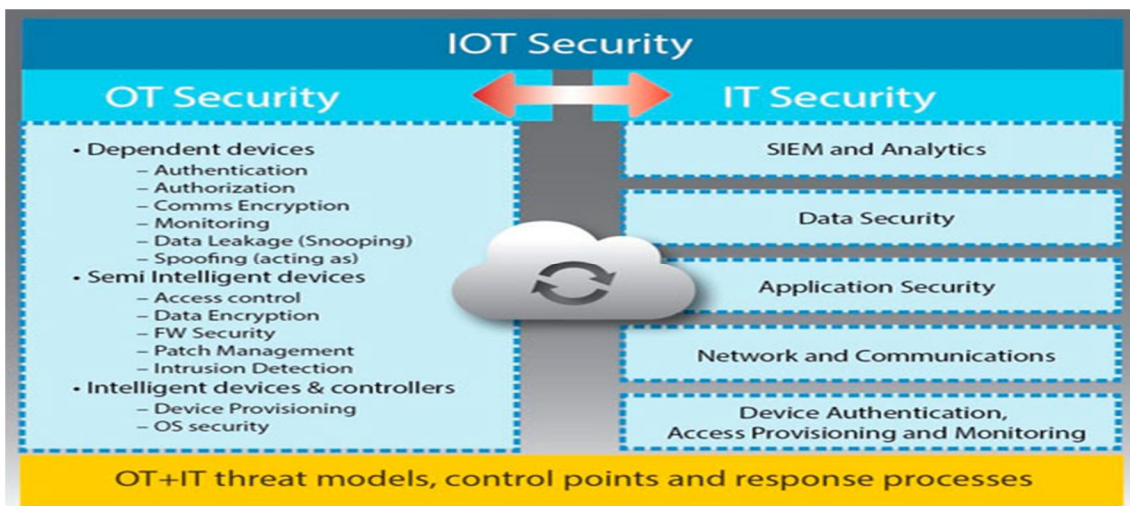 IOT Security
OT Security
IT Security
• Dependent devices
– Authentication
– Authorization
– Comms Encryption
– Monitoring
– Data Leakage (Snooping)
– Spoofing (acting as)
• Semi Intelligent devices
– Access control
– Data Encryption
– FW Security
– Patch Management
– Intrusion Detection
• Intelligent devices & controllers
– Device Provisioning
– OS security
SIEM and Analytics
Data Security
Application Security
Network and Communications
Device Authentication,
Access Provisioning and Monitoring
OT+IT threat models, control points and response processes